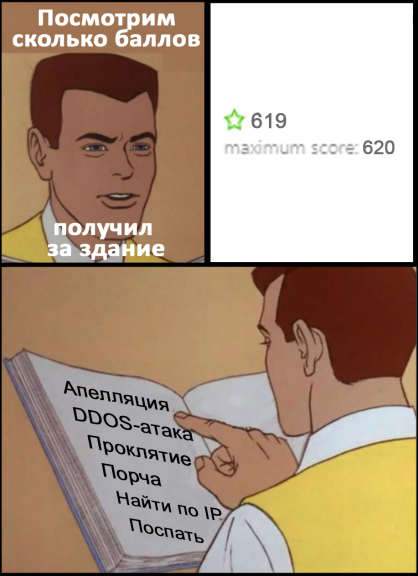 Посмотрим
сколько баллов
получил
за здание
619
maximum score: 620
Апелляция
DDOS-атака
Проклятие
Порча
Найти по IP
Поспать